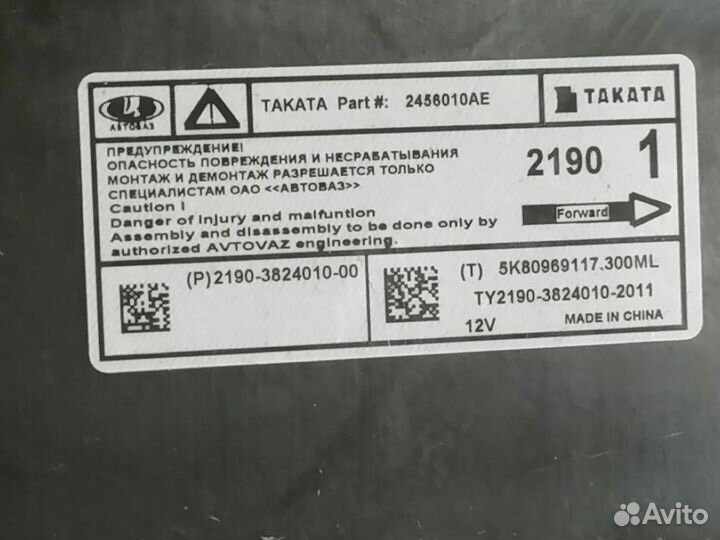 АВТОВАЗ
TAKATA Part #: 2456010AE
TAKATA
ПРЕДУПРЕЖДЕНИЕ!
ОПАСНОСТЬ ПОВРЕЖДЕНИЯ И НЕСРАБАТЫВАНИЯ
МОНТАЖ И ДЕМОНТАЖ РАЗРЕШАЕТСЯ ТОЛЬКО
СПЕЦИАЛИСТАМ ОАО <<АВТОВАЗ>>
Caution !
Danger of injury and malfuntion
Assembly and disassembly to be done only by
authorized AVTOVAZ engineering.
2190 1
Forward
(P)2190-3824010-00
(T) 5K80969117.300ML
TY2190-3824010-2011
12V MADE IN CHINA
Avito